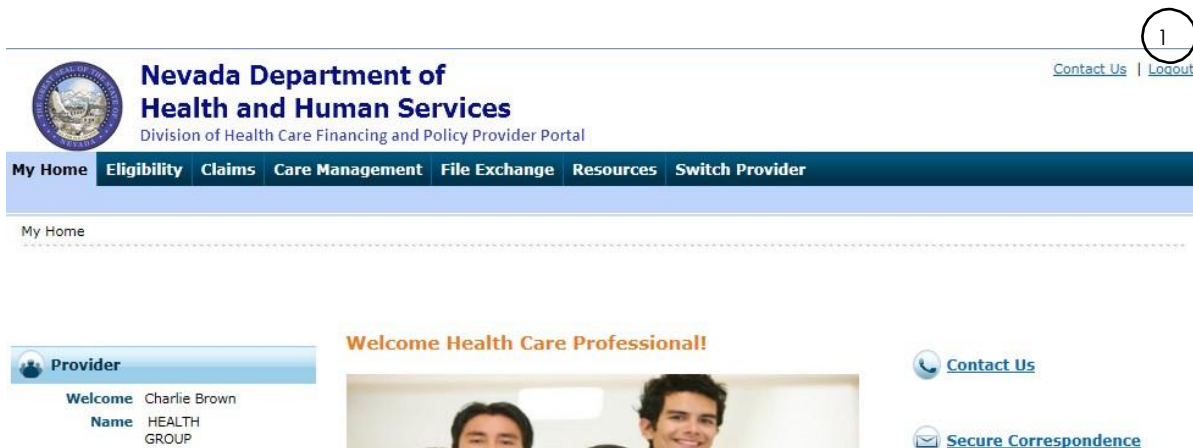 1
Contact Us | Logout
Nevada Department of
Health and Human Services
Division of Health Care Financing and Policy Provider Portal
My Home Eligibility Claims Care Management File Exchange Resources Switch Provider
My Home
Provider
Welcome Charlie Brown
Name HEALTH
GROUP
Welcome Health Care Professional!
Contact Us
Secure Correspondence